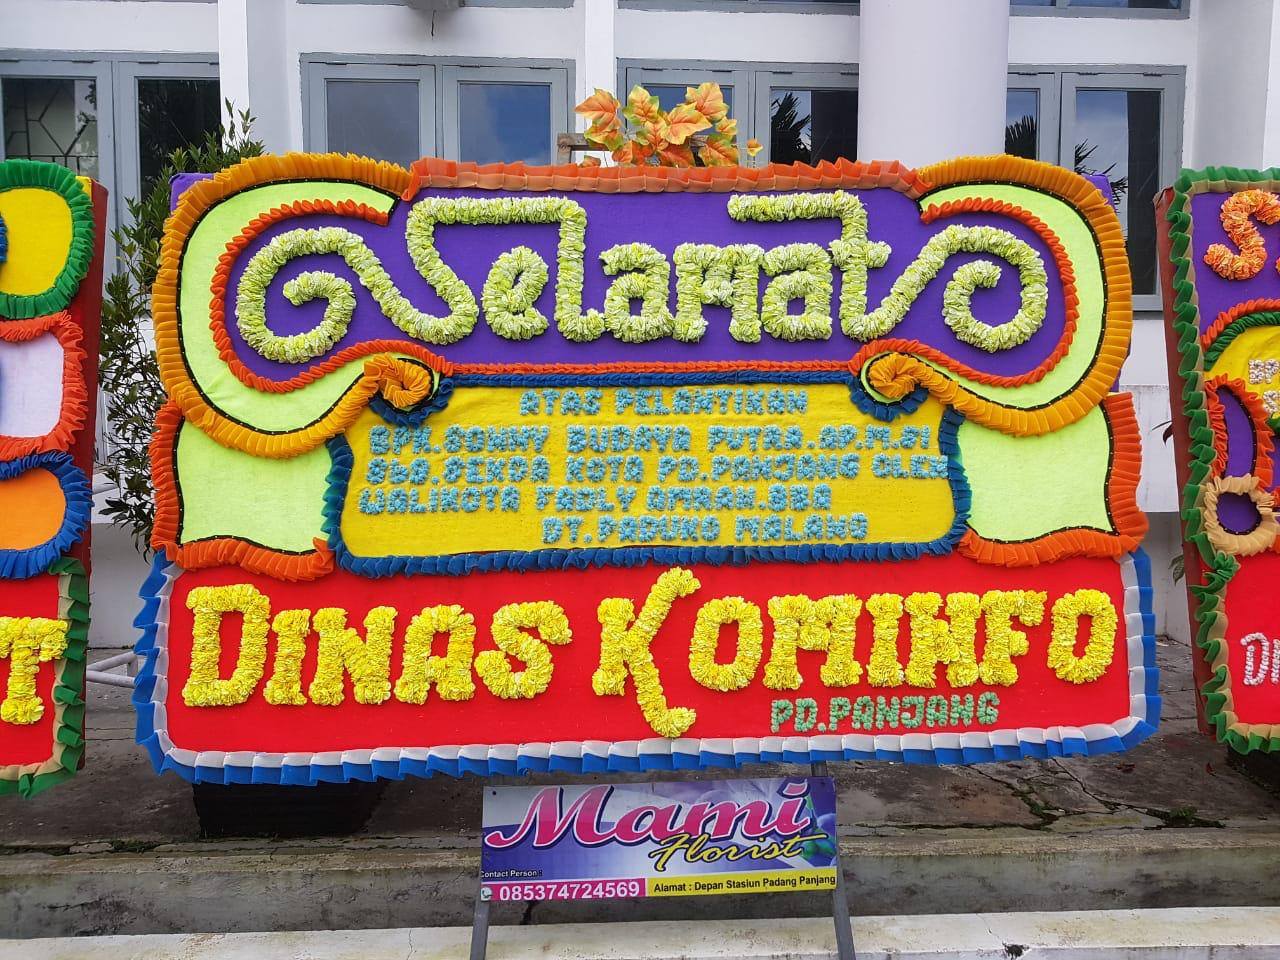 Selamat
ATAS PELANTIKAN
BPK.SONNY BUDAYA PUTRA.AP.M.SI
SBG.SEKDA KOTA PD.PANJANG OLEH
WALIKOTA FADLY AMRAN.BBA
DT.PADUKO MALANO
DINAS KOMINFO
PD.PANJANG
T
Mami
Florist
Contact Person :
085374724569
Alamat : Depan Stasiun Padang Panjang